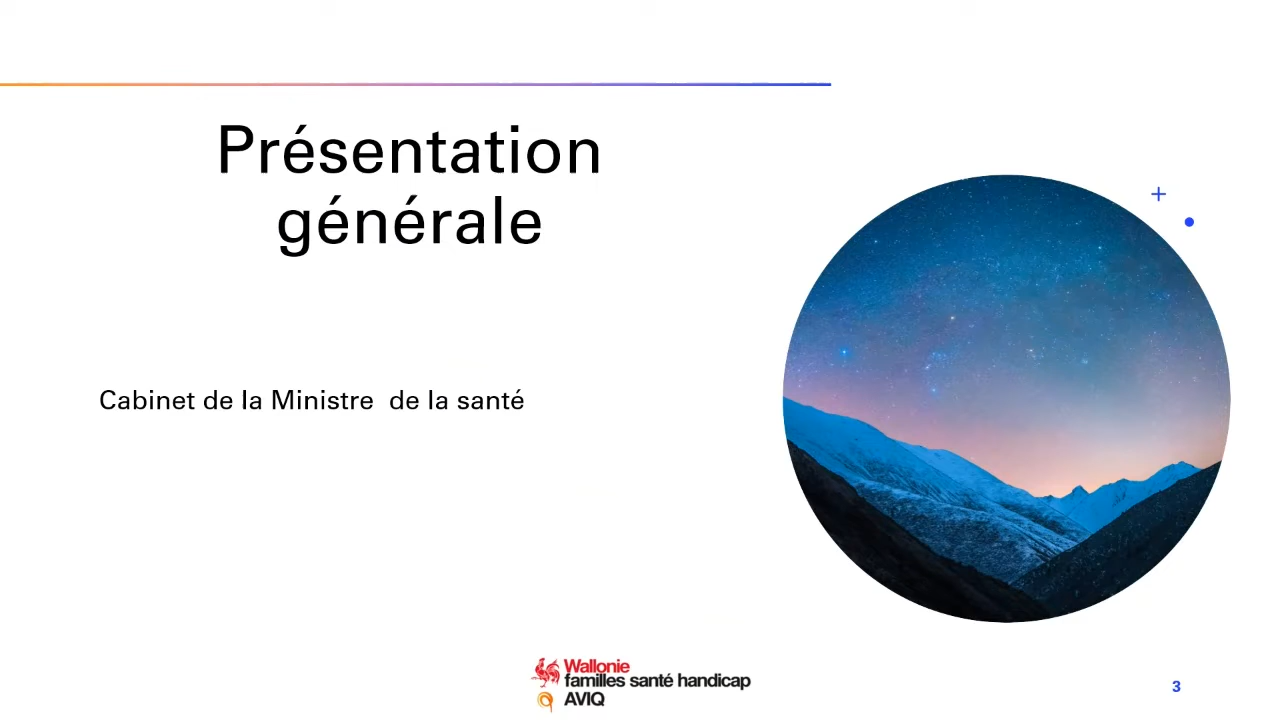 Présentation
générale
Cabinet de la Ministre  de la santé
Wallonie
familles santé handicap
AVIQ
3